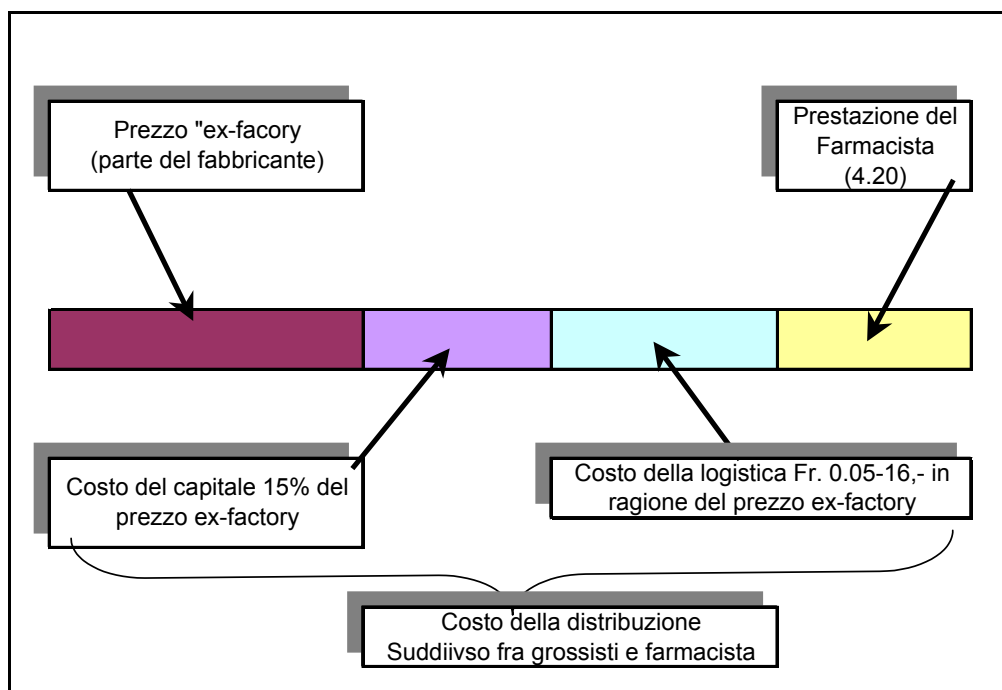 Prezzo "ex-facory
(parte del fabbricante)
Prestazione del
Farmacista
(4.20)
Costo del capitale 15% del
prezzo ex-factory
Costo della logistica Fr. 0.05-16,- in
ragione del prezzo ex-factory
Costo della distribuzione
Suddiivso fra grossisti e farmacista